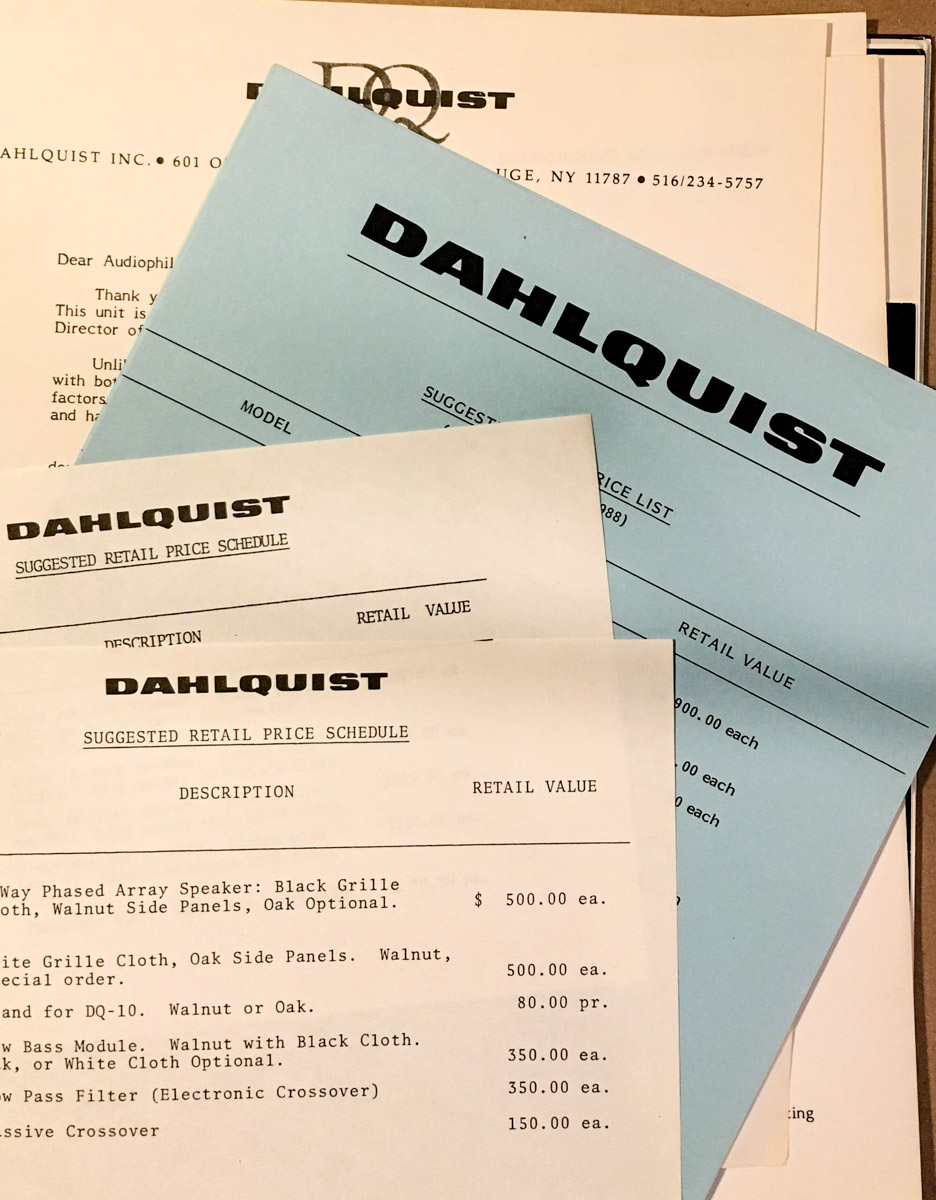 DAHLQUIST
AHLQUIST INC. • 601 O
UGE, NY 11787 • 516/234-5757
Dear Audiophil
Thank y
This unit is
Director of
Unli
with bot
factors
and ha
DAHLQUIST
SUGGEST
RICE LIST
988)
MODEL
RETAIL VALUE
900.00 each
.00 each
0 each
DAHLQUIST
SUGGESTED RETAIL PRICE SCHEDULE
DESCRIPTION RETAIL VALUE
DAHLQUIST
SUGGESTED RETAIL PRICE SCHEDULE
DESCRIPTION RETAIL VALUE
Way Phased Array Speaker: Black Grille
oth, Walnut Side Panels, Oak Optional. $ 500.00 ea.
ite Grille Cloth, Oak Side Panels. Walnut,
ecial order. 500.00 ea.
and for DQ-10. Walnut or Oak. 80.00 pr.
w Bass Module. Walnut with Black Cloth.
k, or White Cloth Optional. 350.00 ea.
ow Pass Filter (Electronic Crossover) 350.00 ea.
ssive Crossover 150.00 ea.
ting